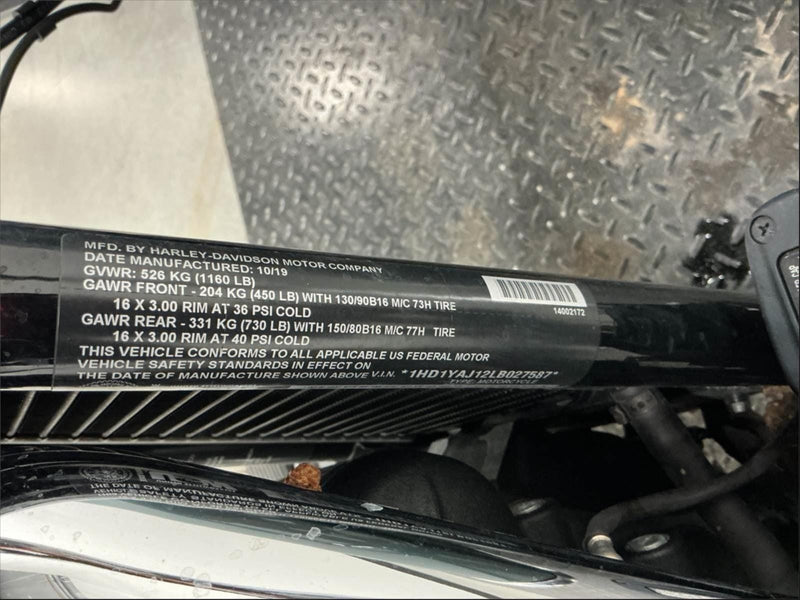 MFD. BY HARLEY-DAVIDSON MOTOR COMPANY
DATE MANUFACTURED: 10/19
GVWR: 526 KG (1160 LB)
GAWR FRONT - 204 KG (450 LB) WITH 130/90B16 M/C 73H TIRE
16 X 3.00 RIM AT 36 PSI COLD
GAWR REAR - 331 KG (730 LB) WITH 150/80B16 M/C 77H TIRE
16 X 3.00 RIM AT 40 PSI COLD
THIS VEHICLE CONFORMS TO ALL APPLICABLE US FEDERAL MOTOR
VEHICLE SAFETY STANDARDS IN EFFECT ON
THE DATE OF MANUFACTURE SHOWN ABOVE V.I.N. *1HD1YAJ12LB027587*
TYPE: MOTORCYCLE
14002172